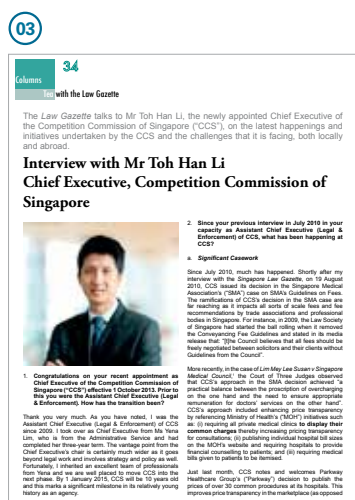 03
34
Columns
Tea with the Law Gazette
The Law Gazette talks to Mr Toh Han Li, the newly appointed Chief Executive of
the Competition Commission of Singapore ("CCS"), on the latest happenings and
initiatives undertaken by the CCS and the challenges that it is facing, both locally
and abroad.
Interview with Mr Toh Han Li
Chief Executive, Competition Commission of
Singapore
1. Congratulations on your recent appointment as
Chief Executive of the Competition Commission of
Singapore ("CCS") effective 1 October 2013. Prior to
this you were the Assistant Chief Executive (Legal
& Enforcement). How has the transition been?
Thank you very much. As you have noted, I was the
Assistant Chief Executive (Legal & Enforcement) of CCS
since 2009. I took over as Chief Executive from Ms Yena
Lim, who is from the Administrative Service and had
completed her three-year term. The vantage point from the
Chief Executive's chair is certainly much wider as it goes
beyond legal work and involves strategy and policy as well.
Fortunately, I inherited an excellent team of professionals
from Yena and we are well placed to move CCS into the
next phase. By 1 January 2015, CCS will be 10 years old
and this marks a significant milestone in its relatively young
history as an agency.
2. Since your previous interview in July 2010 in your
capacity as Assistant Chief Executive (Legal &
Enforcement) of CCS, what has been happening at
CCS?
a. Significant Casework
Since July 2010, much has happened. Shortly after my
interview with the Singapore Law Gazette, on 19 August
2010, CCS issued its decision in the Singapore Medical
Association's ("SMA") case on SMA's Guidelines on Fees.
The ramifications of CCS's decision in the SMA case are
far reaching as it impacts all sorts of scale fees and fee
recommendations by trade associations and professional
bodies in Singapore. For instance, in 2009, the Law Society
of Singapore had started the ball rolling when it removed
the Conveyancing Fee Guidelines and stated in its media
release that: "[t]he Council believes that all fees should be
freely negotiated between solicitors and their clients without
Guidelines from the Council".
More recently, in the case of Lim Mey Lee Susan v Singapore
Medical Council,¹ the Court of Three Judges observed
that CCS's approach in the SMA decision achieved "a
practical balance between the proscription of overcharging
on the one hand and the need to ensure appropriate
remuneration for doctors' services on the other hand".
CCS's approach included enhancing price transparency
by referencing Ministry of Health's ("MOH") initiatives such
as: (i) requiring all private medical clinics to display their
common charges thereby increasing pricing transparency
for consultations; (ii) publishing individual hospital bill sizes
on the MOH's website and requiring hospitals to provide
financial counselling to patients; and (iii) requiring medical
bills given to patients to be itemised.
Just last month, CCS notes and welcomes Parkway
Healthcare Group's ("Parkway") decision to publish the
prices of over 30 common procedures at its hospitals. This
improves price transparency in the marketplace (as opposed